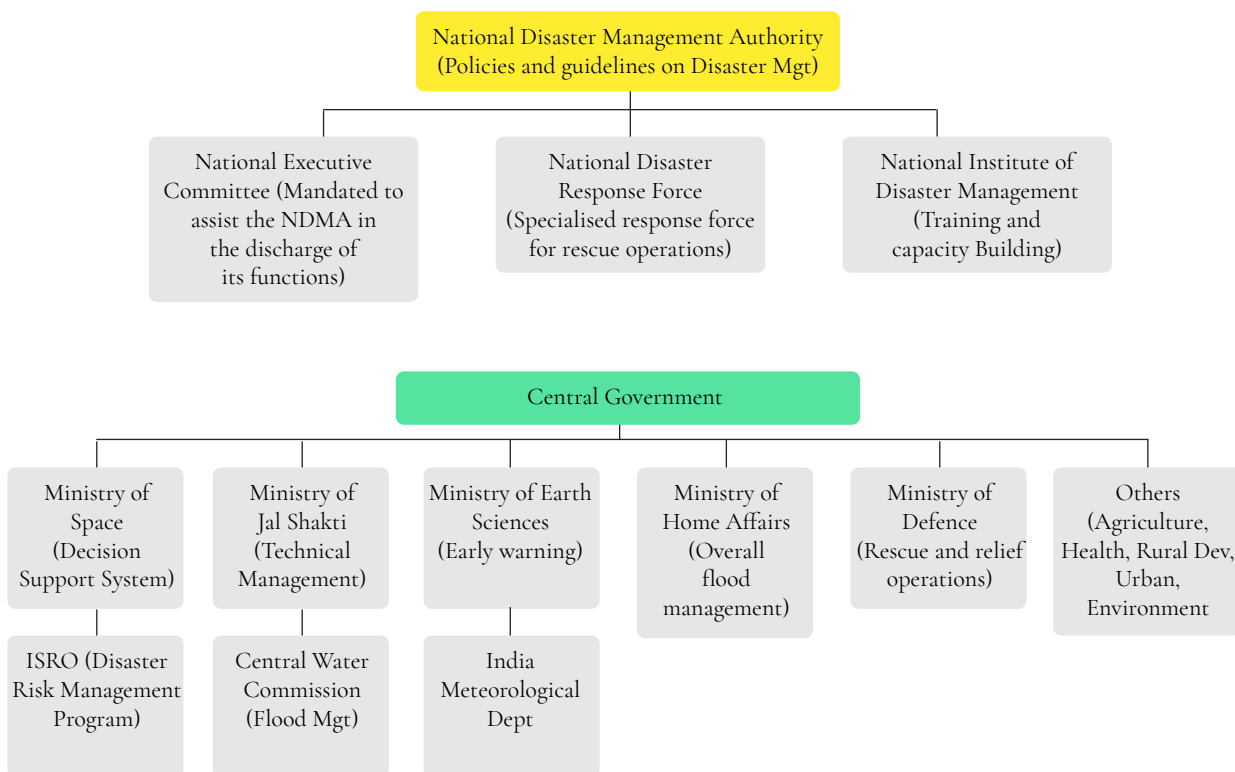 National Disaster Management Authority
(Policies and guidelines on Disaster Mgt)
National Executive
Committee (Mandated to
assist the NDMA in
the discharge of
its functions)
National Disaster
Response Force
(Specialised response force
for rescue operations)
National Institute of
Disaster Management
(Training and
capacity Building)
Central Government
Ministry of
Space
(Decision
Support System)
Ministry of
Jal Shakti
(Technical
Management)
Ministry of Earth
Sciences
(Early warning)
Ministry of
Home Affairs
(Overall
flood
management)
Ministry of
Defence
(Rescue and relief
operations)
Others
(Agriculture,
Health, Rural Dev,
Urban,
Environment
ISRO (Disaster
Risk Management
Program)
Central Water
Commission
(Flood Mgt)
India
Meteorological
Dept